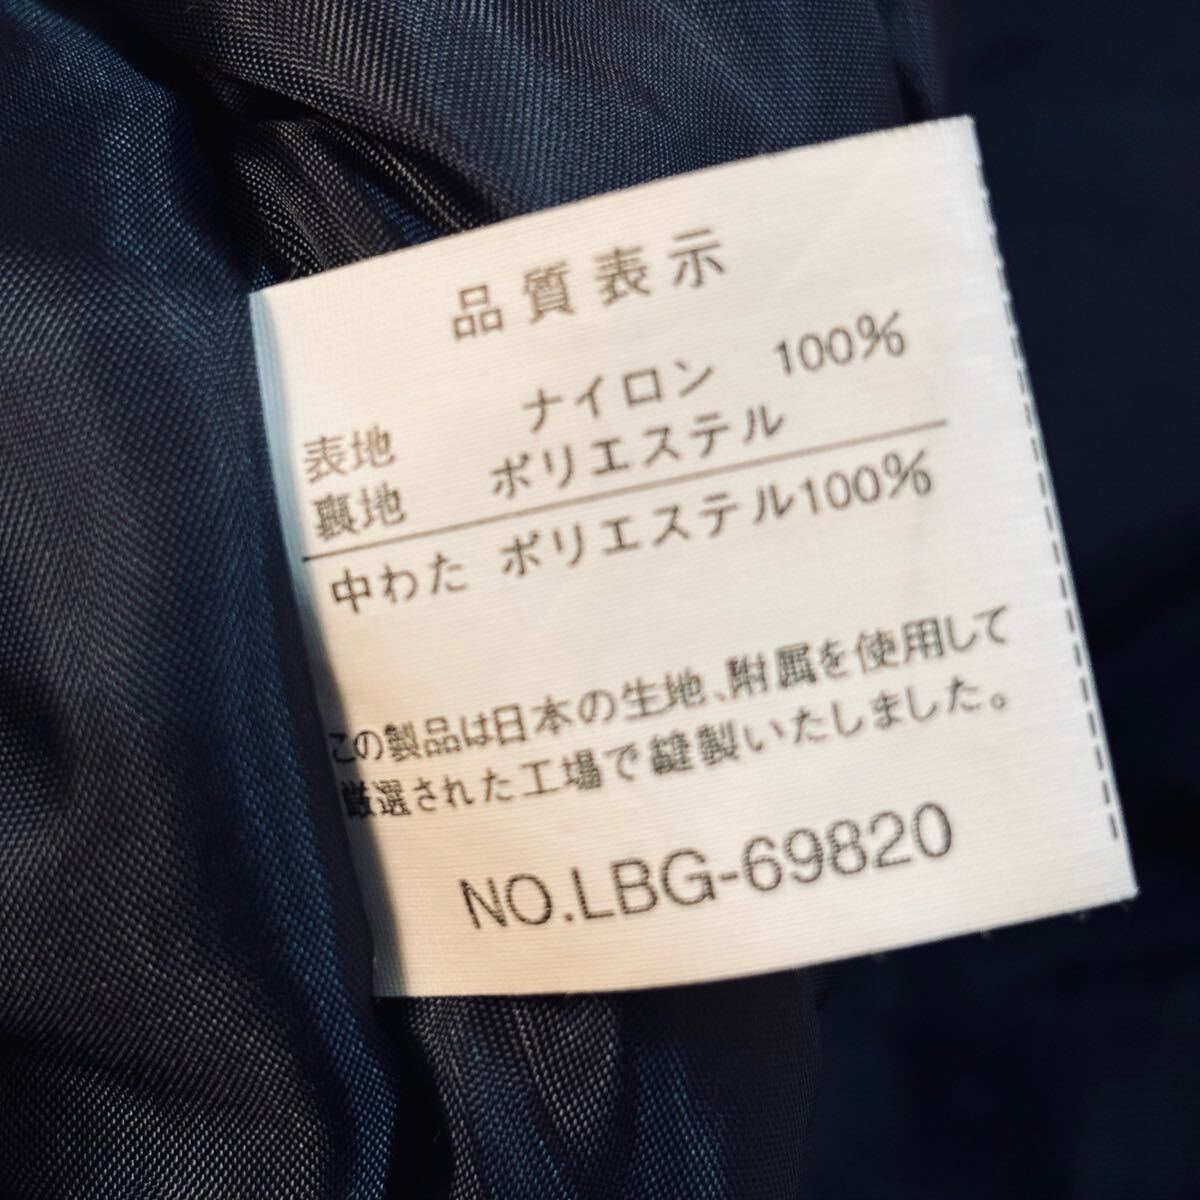 品質表示
表地 ナイロン 100%
裏地 ポリエステル
中わた ポリエステル100%
この製品は日本の生地、附属を使用して
厳選された工場で縫製いたしました。
NO.LBG-69820